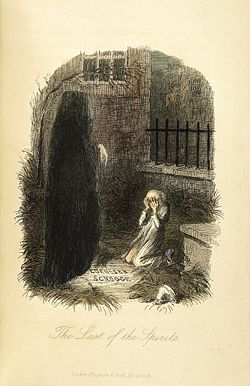 EBENEZER
SCROOGE
The Last of the Spirits.